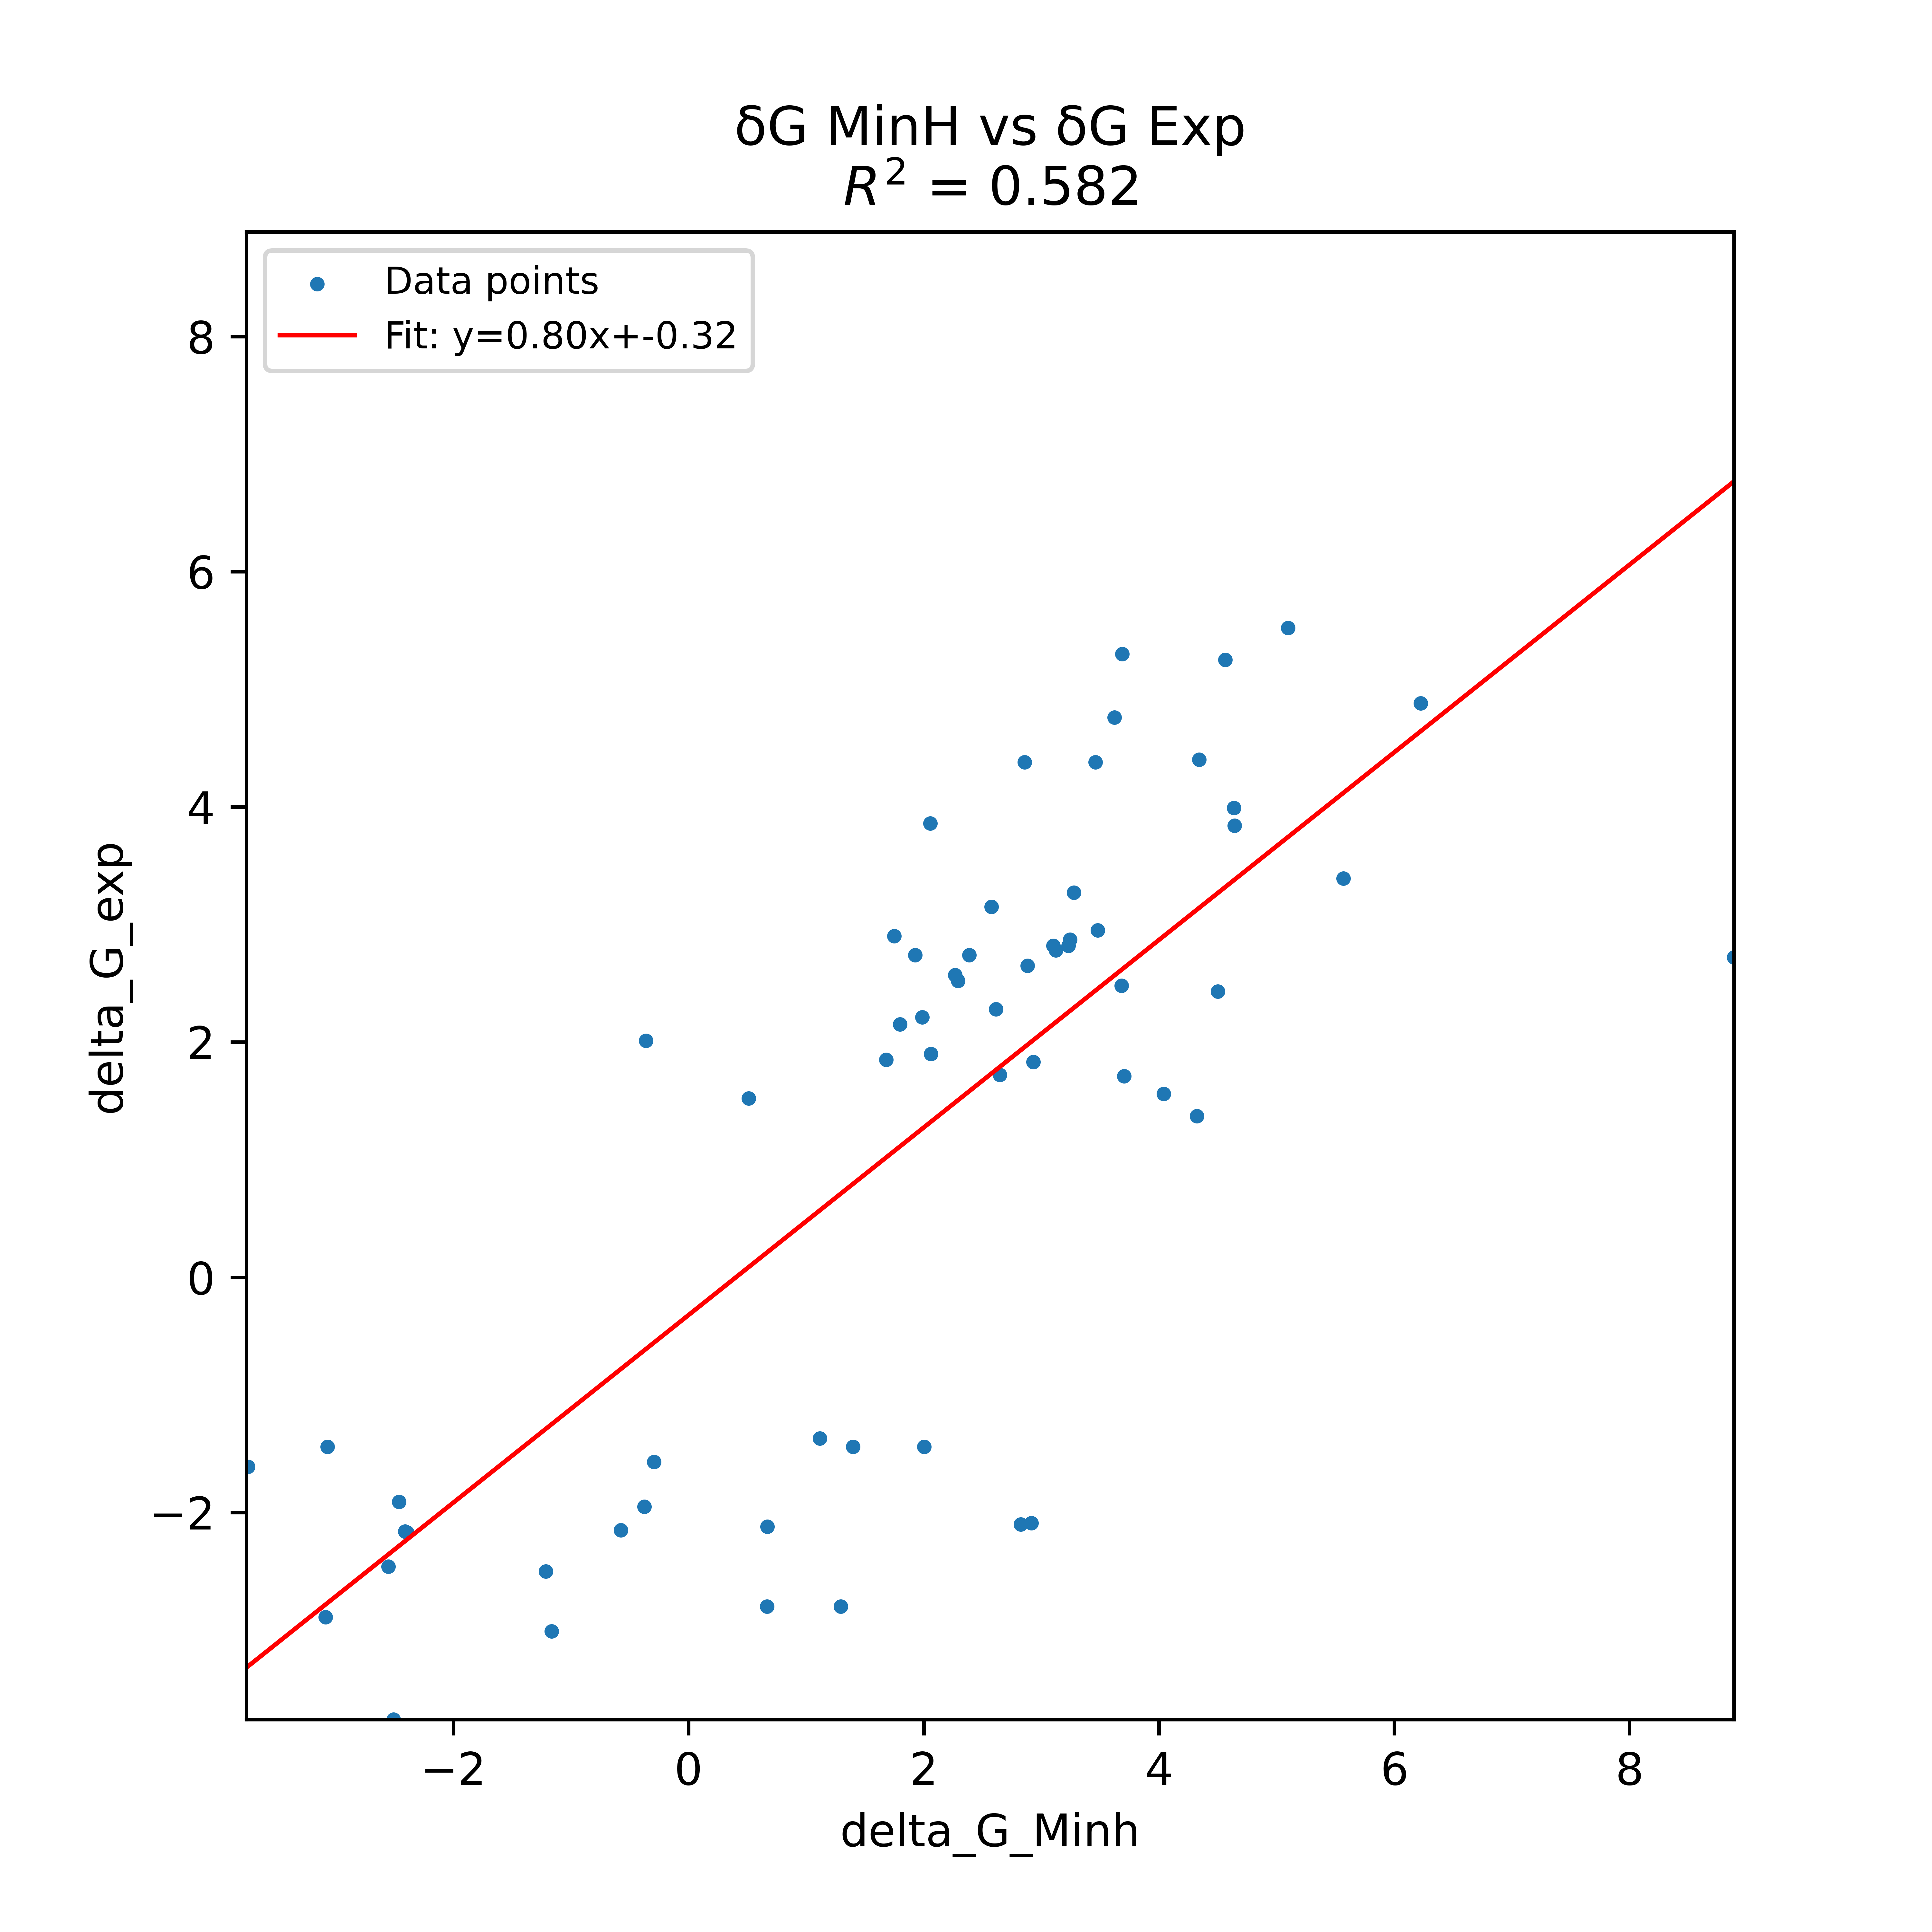 δG MinH vs δG Exp
R² = 0.582
Data points
Fit: y=0.80x+-0.32
8
6
4
2
0
−2
delta_G_exp
−2 0 2 4 6 8
delta_G_Minh